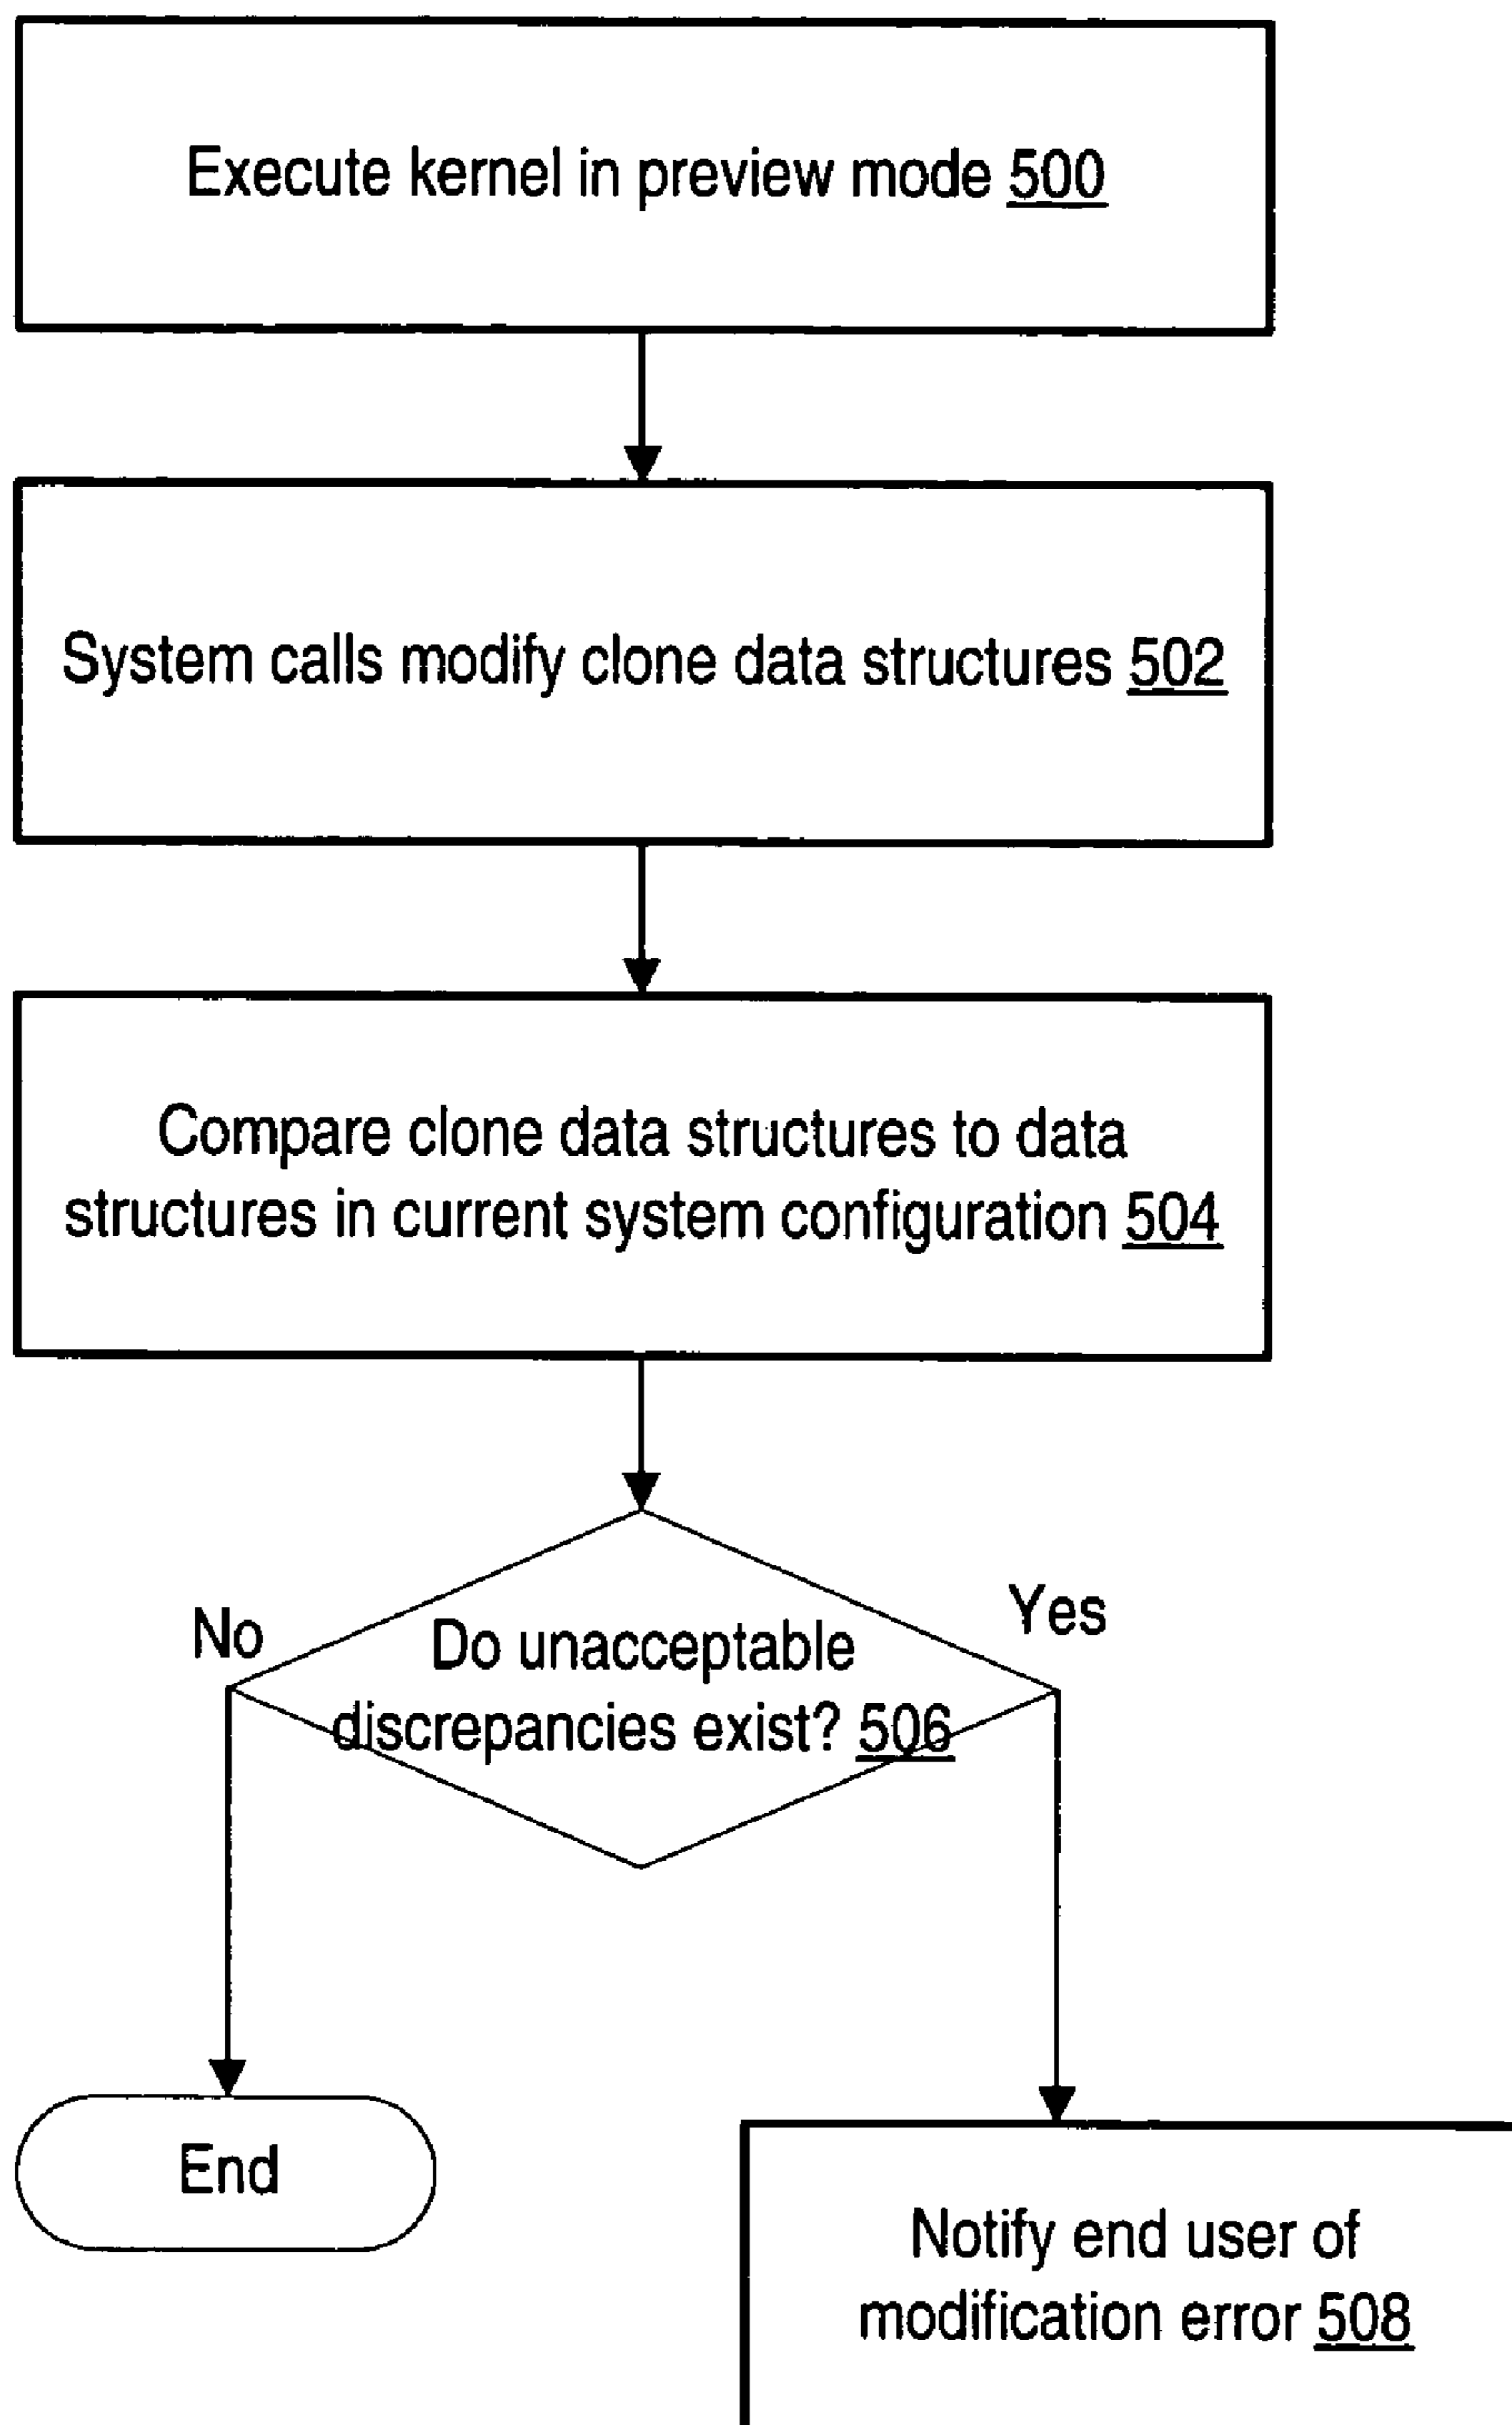 Execute kernel in preview mode 500
System calls modify clone data structures 502
Compare clone data structures to data
structures in current system configuration 504
No
Yes
Do unacceptable
discrepancies exist? 506
End
Notify end user of
modification error 508